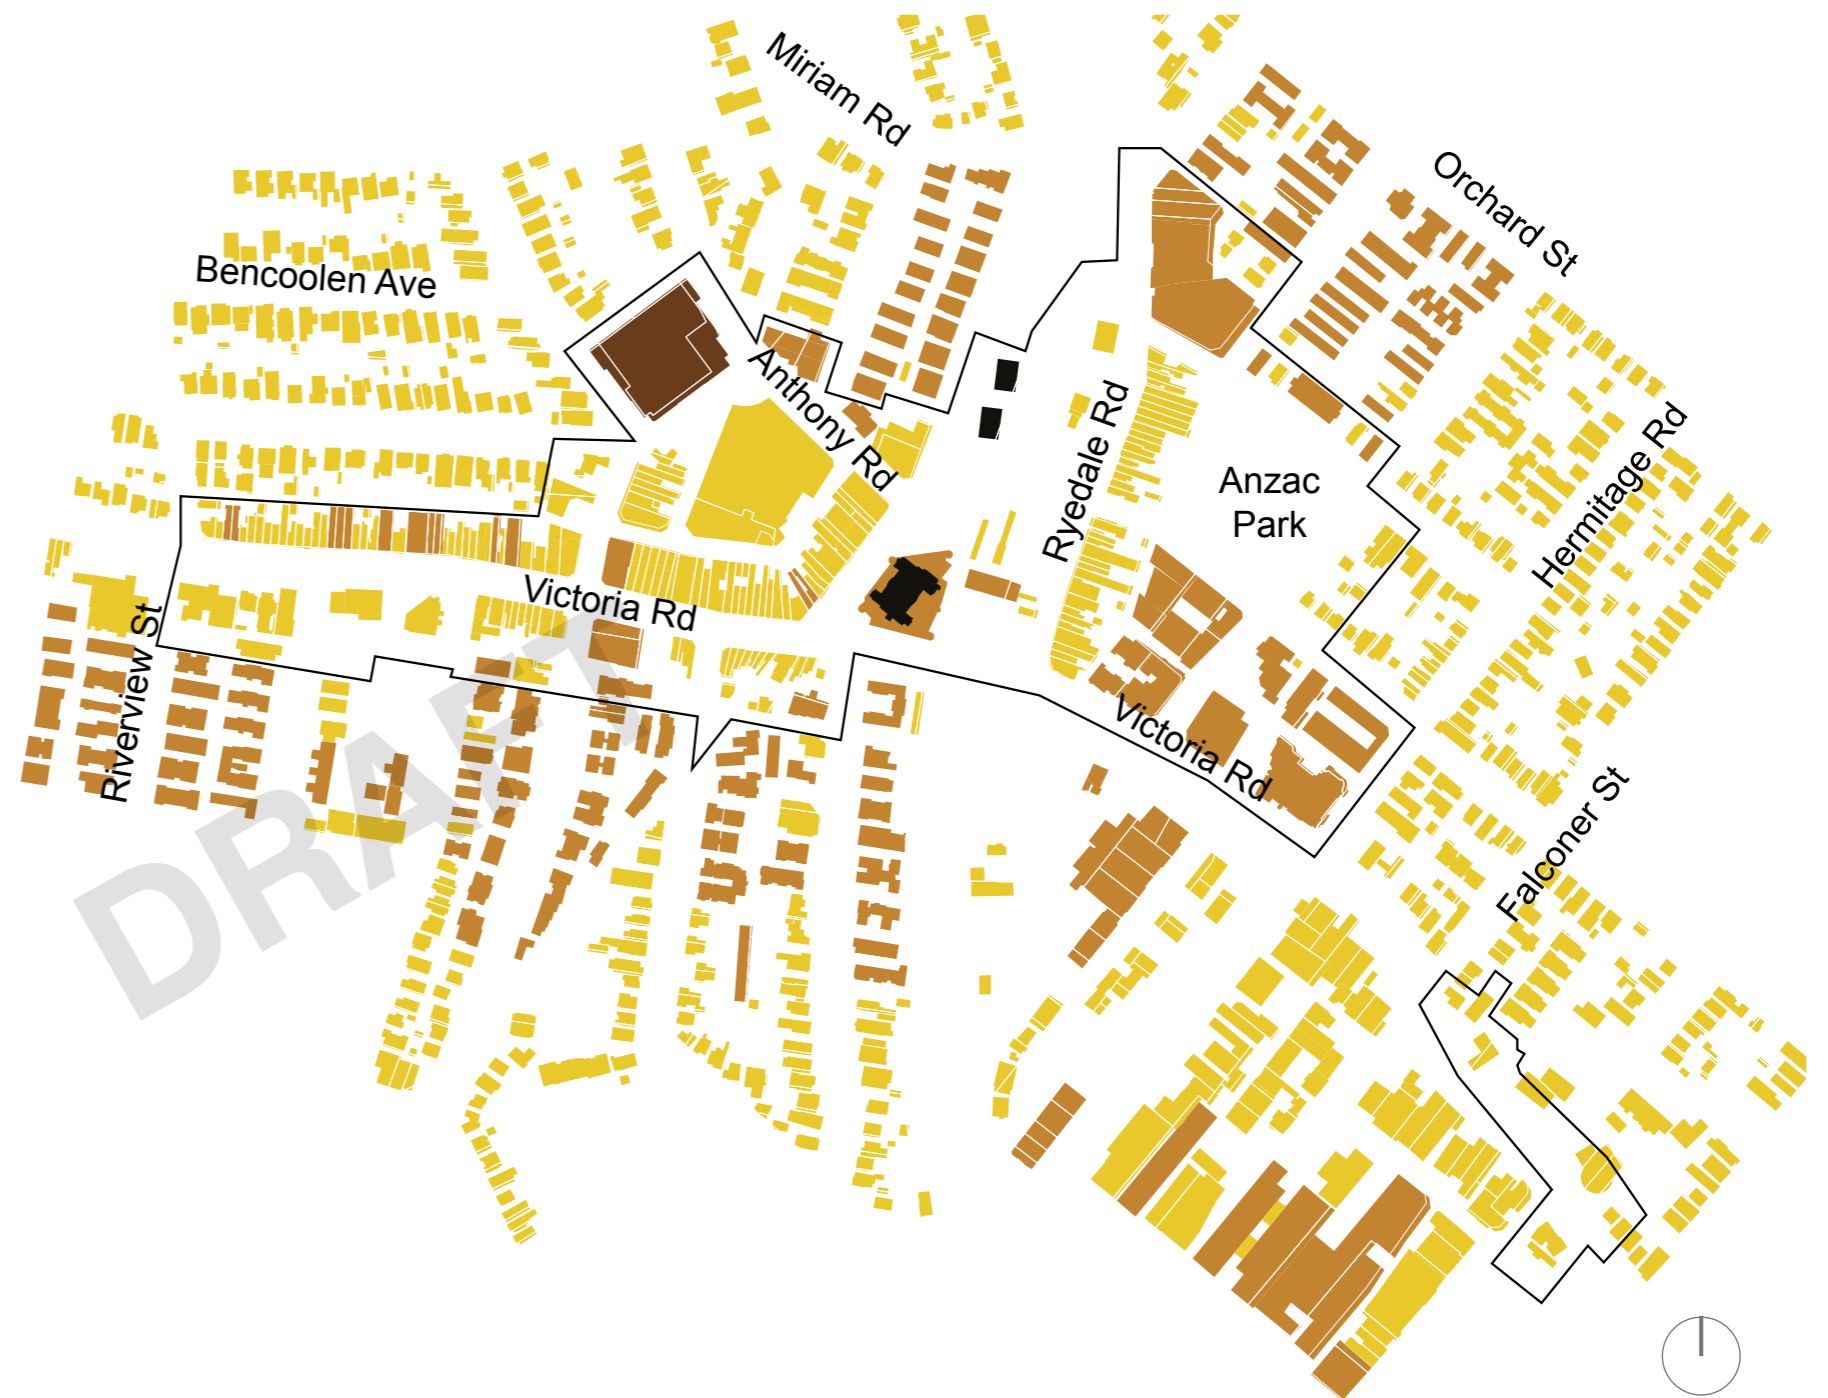 Miriam Rd
Orchard St
Bencoolen Ave
Anthony Rd
Ryedale Rd
Anzac
Park
Hermitage Rd
Victoria Rd
Riverview St
Victoria Rd
Falconer St
DRAFT